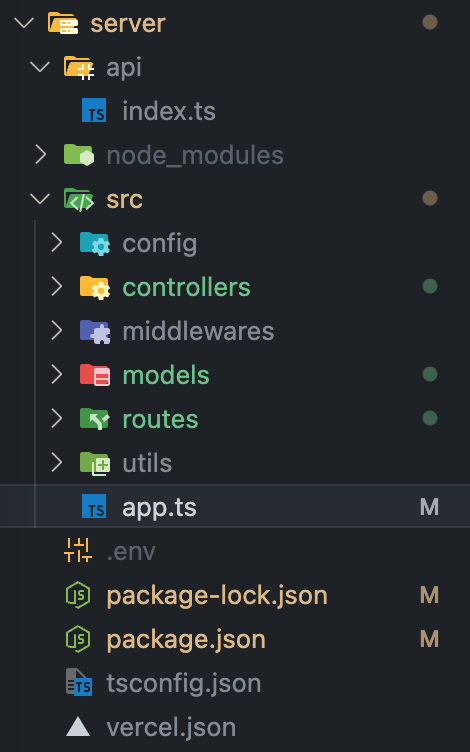 server
api
TS index.ts
node_modules
src
config
controllers
middlewares
models
routes
utils
TS app.ts M
.env
JS package-lock.json M
JS package.json M
TS tsconfig.json
vercel.json